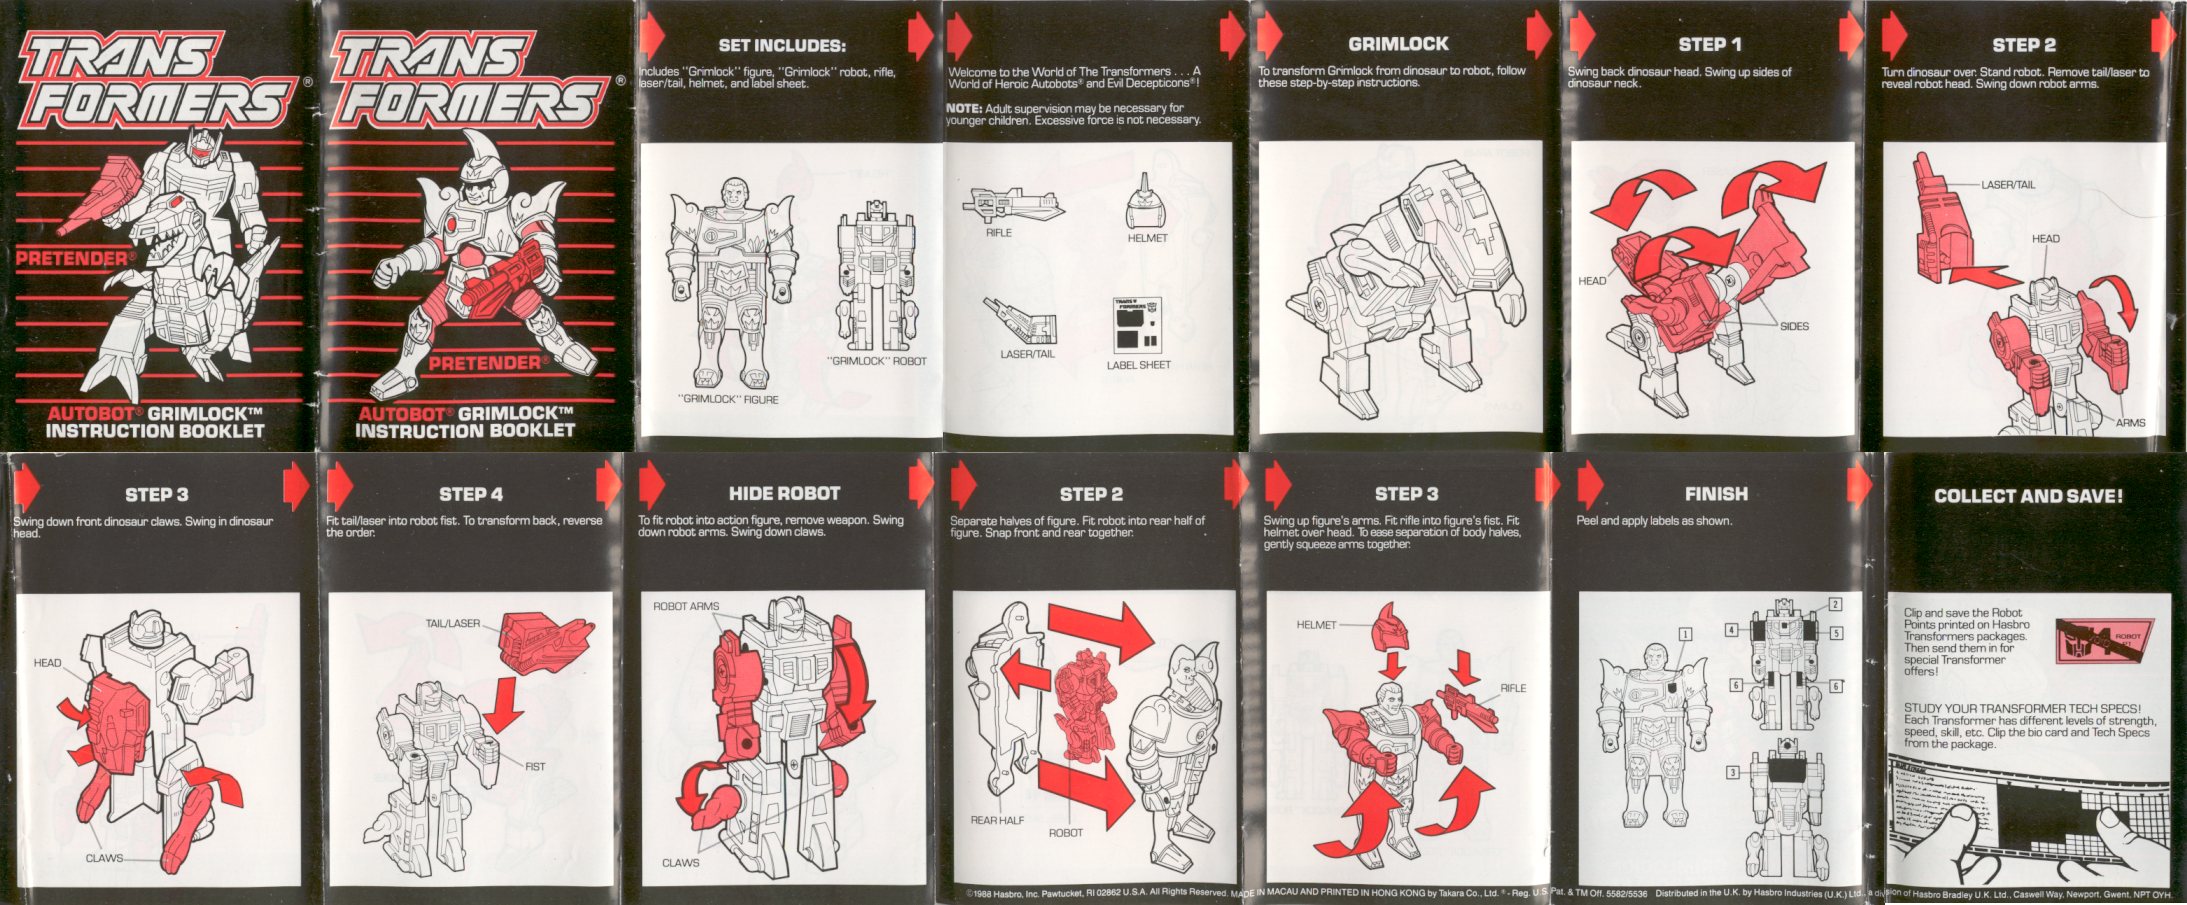 TRANS
FORMERS®
PRETENDER®
AUTOBOT® GRIMLOCK™
INSTRUCTION BOOKLET
TRANS
FORMERS®
PRETENDER®
AUTOBOT® GRIMLOCK™
INSTRUCTION BOOKLET
SET INCLUDES:
Includes "Grimlock" figure, "Grimlock" robot, rifle,
laser/tail, helmet, and label sheet.
"GRIMLOCK" ROBOT
"GRIMLOCK" FIGURE
Welcome to the World of The Transformers . . . A
World of Heroic Autobots® and Evil Decepticons®!
NOTE: Adult supervision may be necessary for
younger children. Excessive force is not necessary.
RIFLE
HELMET
LASER/TAIL
TRANS
FORMERS
LABEL SHEET
GRIMLOCK
To transform Grimlock from dinosaur to robot, follow
these step-by-step instructions.
STEP 1
Swing back dinosaur head. Swing up sides of
dinosaur neck.
HEAD
SIDES
STEP 2
Turn dinosaur over. Stand robot. Remove tail/laser to
reveal robot head. Swing down robot arms.
LASER/TAIL
HEAD
ARMS
STEP 3
Swing down front dinosaur claws. Swing in dinosaur
head.
HEAD
CLAWS
STEP 4
Fit tail/laser into robot fist. To transform back, reverse
the order.
TAIL/LASER
FIST
HIDE ROBOT
To fit robot into action figure, remove weapon. Swing
down robot arms. Swing down claws.
ROBOT ARMS
CLAWS
STEP 2
Separate halves of figure. Fit robot into rear half of
figure. Snap front and rear together.
REAR HALF
ROBOT
STEP 3
Swing up figure's arms. Fit rifle into figure's fist. Fit
helmet over head. To ease separation of body halves,
gently squeeze arms together.
HELMET
RIFLE
FINISH
Peel and apply labels as shown.
1
2
4
5
6
6
3
COLLECT AND SAVE!
Clip and save the Robot
Points printed on Hasbro
Transformers packages.
Then send them in for
special Transformer
offers!
ROBOT
STUDY YOUR TRANSFORMER TECH SPECS!
Each Transformer has different levels of strength,
speed, skill, etc. Clip the bio card and Tech Specs
from the package.
©1988 Hasbro, Inc. Pawtucket, RI 02862 U.S.A. All Rights Reserved. MADE IN MACAU AND PRINTED IN HONG KONG by Takara Co., Ltd. ® - Reg. U.S. Pat. & TM Off. 5582/5536 Distributed in the U.K. by Hasbro Industries (U.K.) Ltd., a division of Hasbro Bradley U.K. Ltd., Caswell Way, Newport, Gwent, NPT OYH.